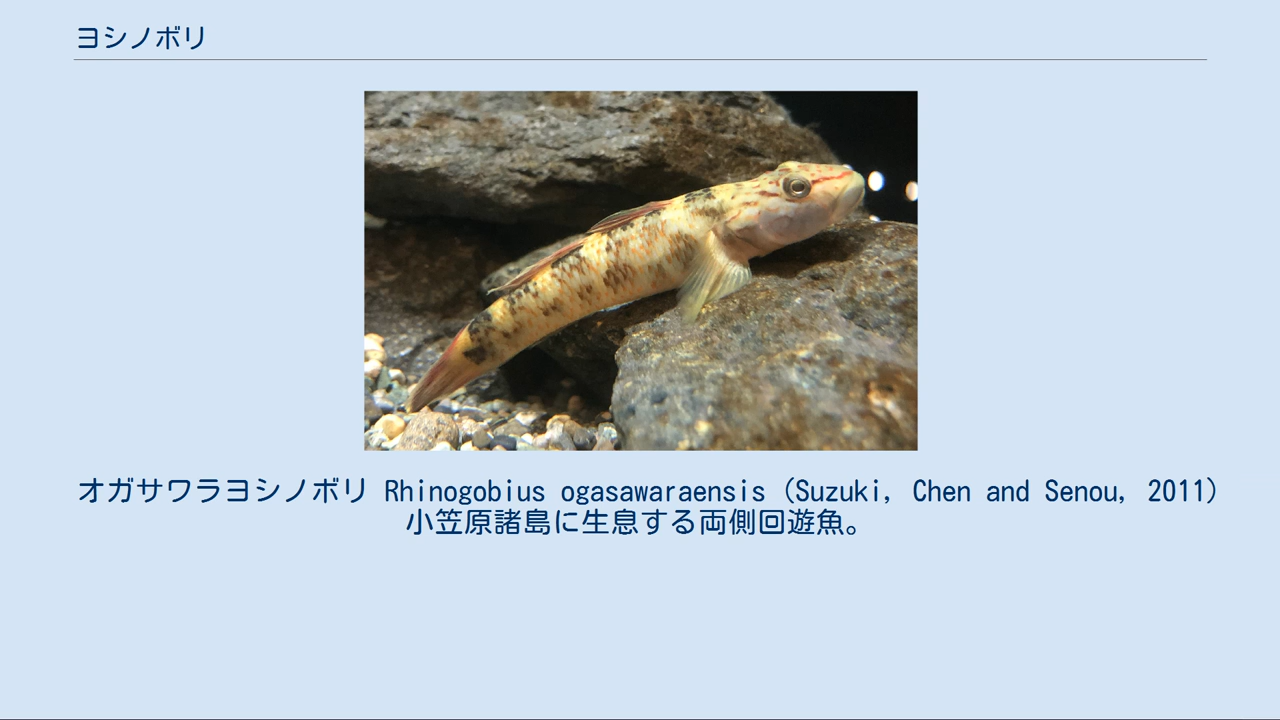 ヨシノボリ
オガサワラヨシノボリ Rhinogobius ogasawaraensis (Suzuki, Chen and Senou, 2011)
小笠原諸島に生息する両側回遊魚。